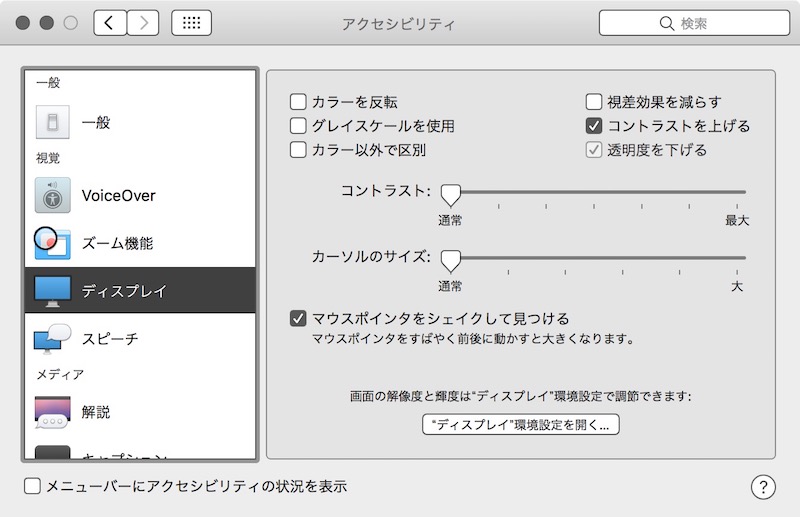 アクセシビリティ
検索
一般
一般
視覚
VoiceOver
ズーム機能
ディスプレイ
スピーチ
メディア
解説
キャプション
カラーを反転
グレイスケールを使用
カラー以外で区別
視差効果を減らす
コントラストを上げる
透明度を下げる
コントラスト:
通常
最大
カーソルのサイズ:
通常
大
マウスポインタをシェイクして見つける
マウスポインタをすばやく前後に動かすと大きくなります。
画面の解像度と輝度は“ディスプレイ”環境設定で調節できます:
“ディスプレイ”環境設定を開く...
メニューバーにアクセシビリティの状況を表示
?